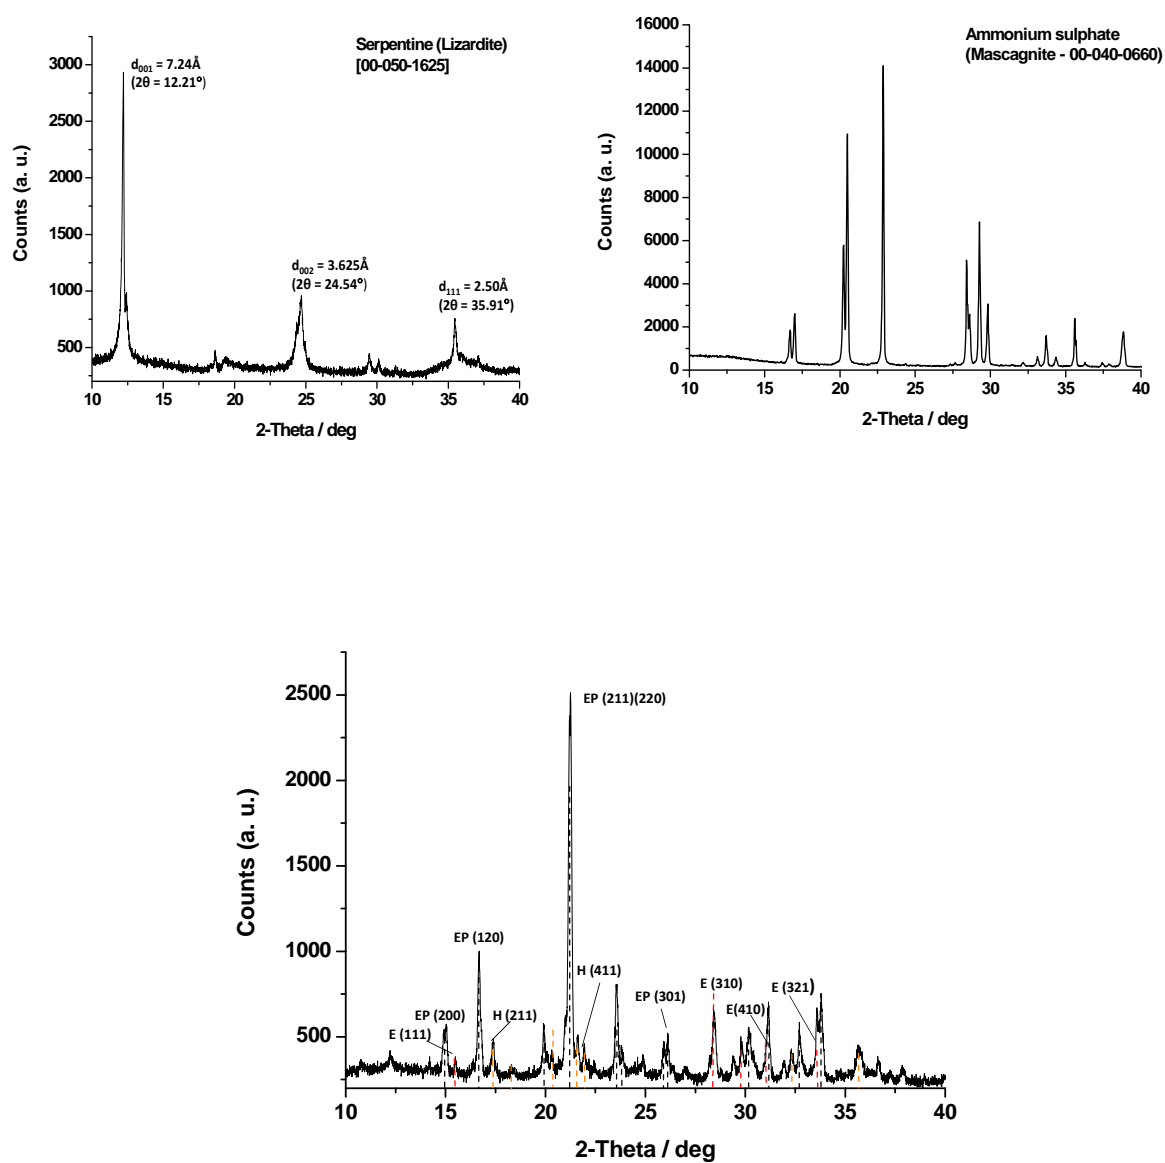 Serpentine (Lizardite)
[00-050-1625]
d001 = 7.24Å
(2θ = 12.21°)
d002 = 3.625Å
(2θ = 24.54°)
d111 = 2.50Å
(2θ = 35.91°)
3000
2500
2000
1500
1000
500
Counts (a. u.)
10 15 20 25 30 35 40
2-Theta / deg
Ammonium sulphate
(Mascagnite - 00-040-0660)
16000
14000
12000
10000
8000
6000
4000
2000
0
Counts (a. u.)
10 15 20 25 30 35 40
2-Theta / deg
EP (211)(220)
EP (120)
H (411)
EP (301)
E (310)
E (321)
E(410)
EP (200)
H (211)
E (111)
2500
2000
1500
1000
500
Counts (a. u.)
10 15 20 25 30 35 40
2-Theta / deg